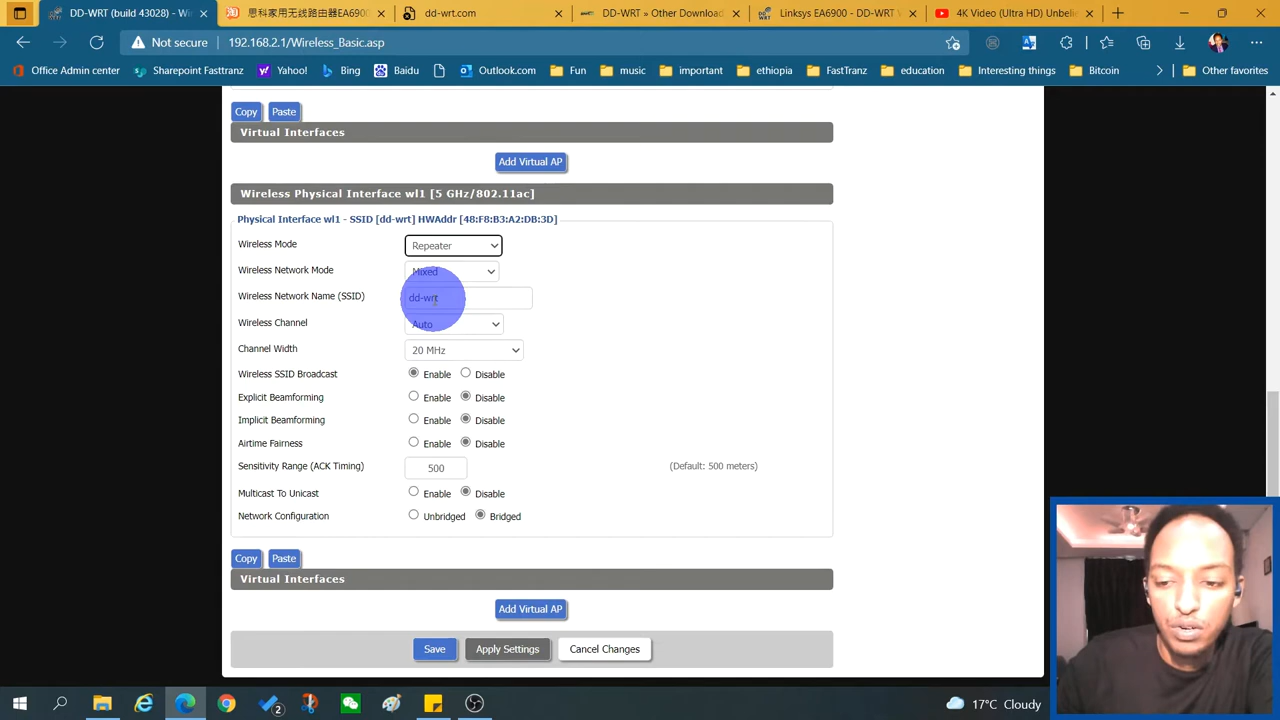 DD-WRT (build 43028) - Wi
思科家用无线路由器EA6900
dd-wrt.com
DD-WRT » Other Download
Linksys EA6900 - DD-WRT W
4K Video (Ultra HD) Unbelie
Not secure
192.168.2.1/Wireless_Basic.asp
Office Admin center
Sharepoint Fasttranz
Yahoo!
Bing
Baidu
Outlook.com
Fun
music
important
ethiopia
FastTranz
education
Interesting things
Bitcoin
Other favorites
Copy
Paste
Virtual Interfaces
Add Virtual AP
Wireless Physical Interface wl1 [5 GHz/802.11ac]
Physical Interface wl1 - SSID [dd-wrt] HWAddr [48:F8:B3:A2:DB:3D]
Wireless Mode Repeater
Wireless Network Mode Mixed
Wireless Network Name (SSID) dd-wrt
Wireless Channel Auto
Channel Width 20 MHz
Wireless SSID Broadcast Enable Disable
Explicit Beamforming Enable Disable
Implicit Beamforming Enable Disable
Airtime Fairness Enable Disable
Sensitivity Range (ACK Timing) 500 (Default: 500 meters)
Multicast To Unicast Enable Disable
Network Configuration Unbridged Bridged
Copy
Paste
Virtual Interfaces
Add Virtual AP
Save
Apply Settings
Cancel Changes
2
17°C Cloudy